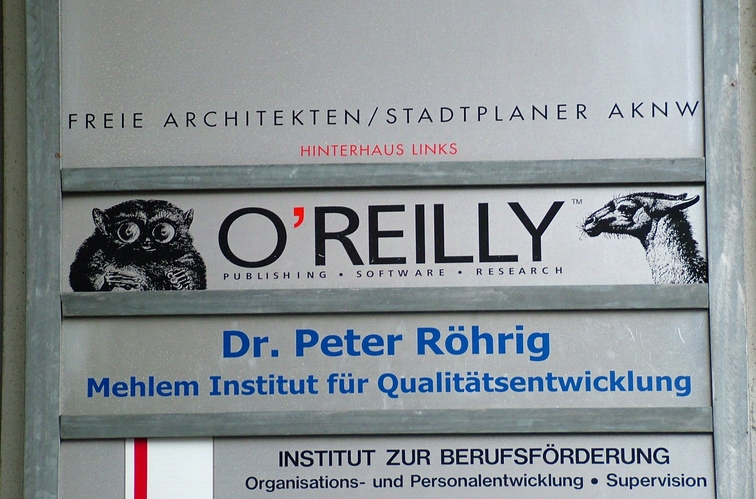 FREIE ARCHITEKTEN/STADTPLANER AKNW
HINTERHAUS LINKS
O'REILLY™
PUBLISHING • SOFTWARE • RESEARCH
Dr. Peter Röhrig
Mehlem Institut für Qualitätsentwicklung
INSTITUT ZUR BERUFSFÖRDERUNG
Organisations- und Personalentwicklung • Supervision